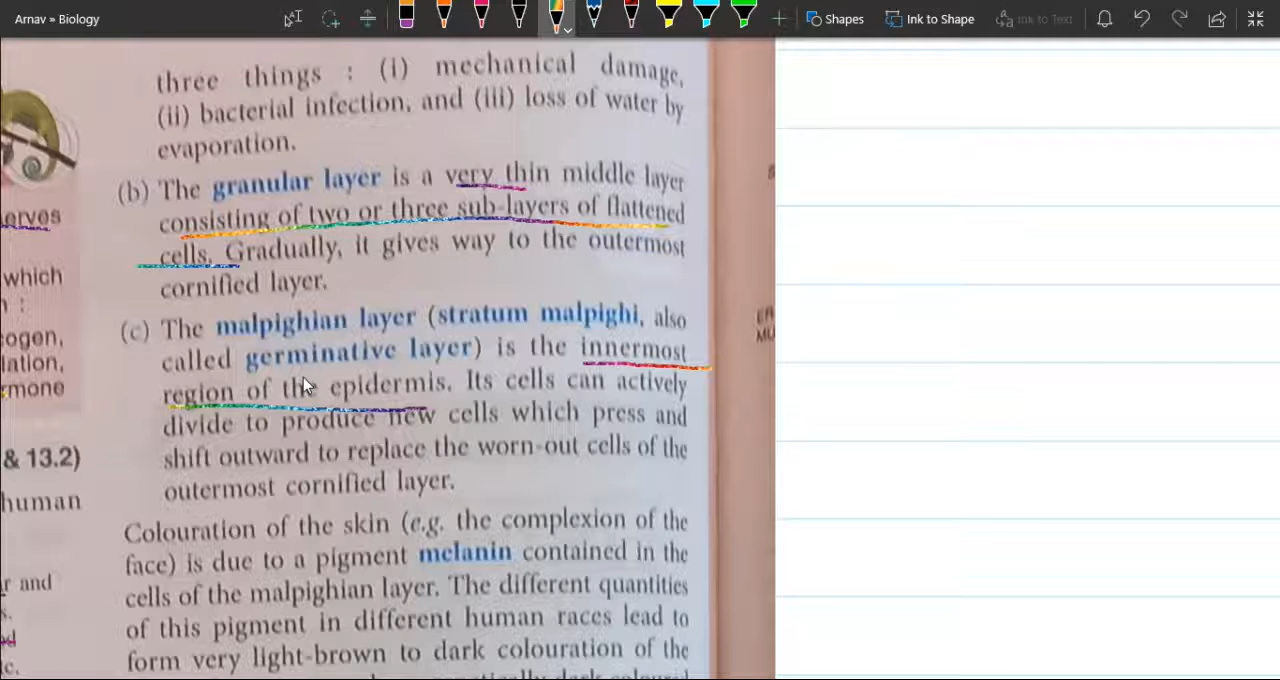 Arnav » Biology
Shapes
Ink to Shape
Ink to Text
three things : (i) mechanical damage,
(ii) bacterial infection, and (iii) loss of water by
evaporation.
(b) The granular layer is a very thin middle layer
consisting of two or three sub-layers of flattened
cells. Gradually, it gives way to the outermost
cornified layer.
(c) The malpighian layer (stratum malpighi, also
called germinative layer) is the innermost
region of the epidermis. Its cells can actively
divide to produce new cells which press and
shift outward to replace the worn-out cells of the
outermost cornified layer.
Colouration of the skin (e.g. the complexion of the
face) is due to a pigment melanin contained in the
cells of the malpighian layer. The different quantities
of this pigment in different human races lead to
form very light-brown to dark colouration of the
which
& 13.2)
human
and